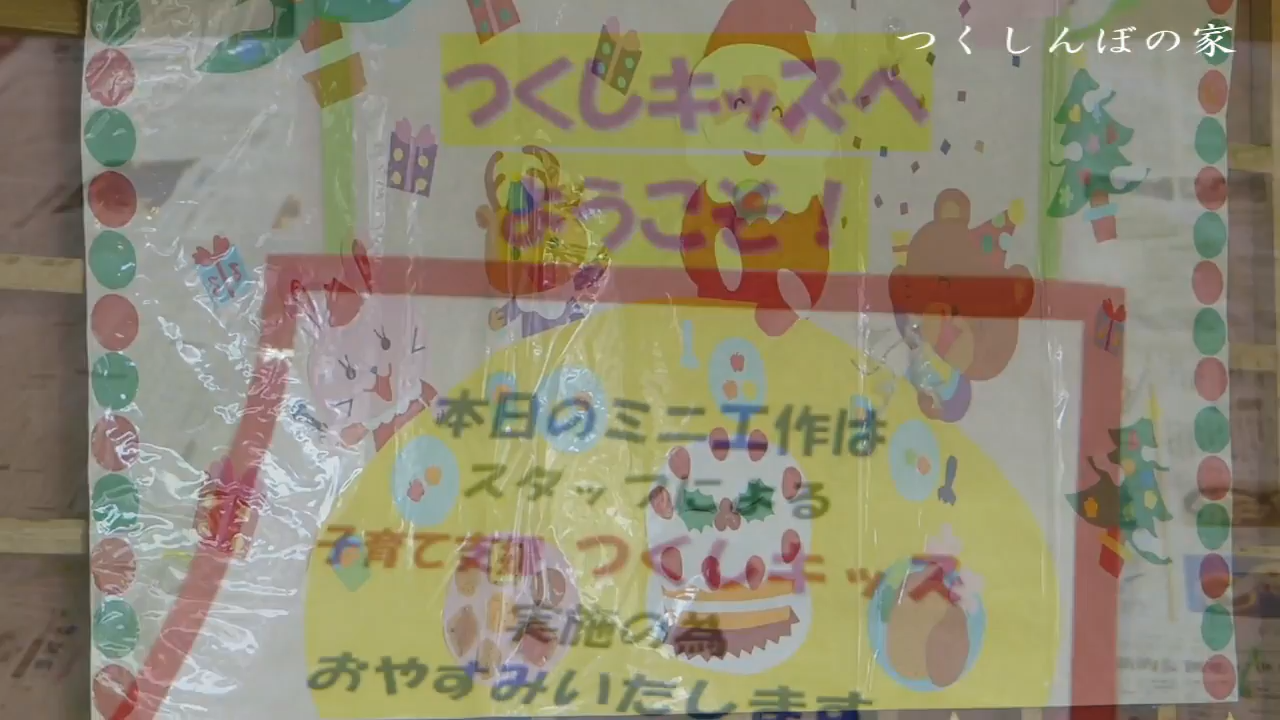 つくしんぼの家
つくしキッズへ
ようこそ！
本日のミニ工作は
スタッフによる
子育て支援 つくしキッズ
実施の為
おやすみいたします